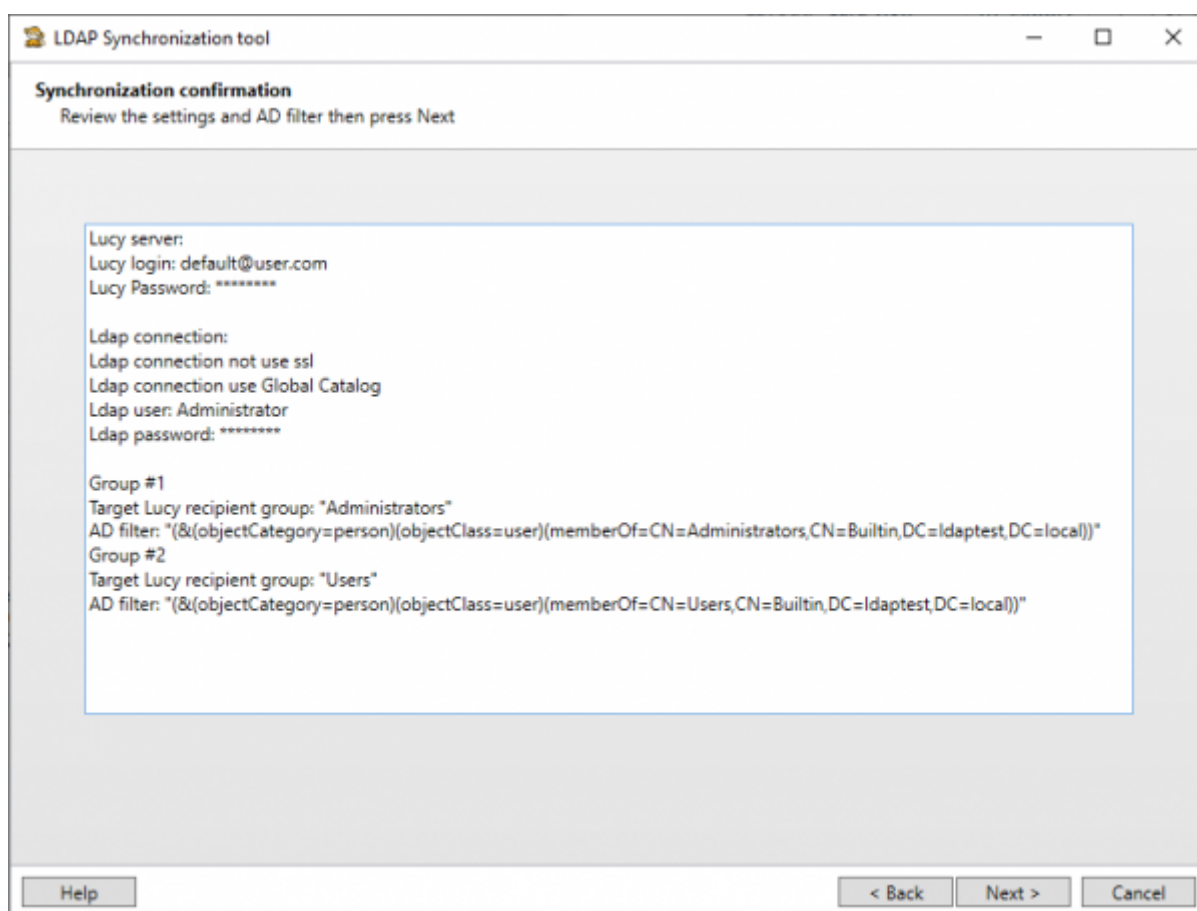 LDAP Synchronization tool
Synchronization confirmation
Review the settings and AD filter then press Next
Lucy server:
Lucy login: default@user.com
Lucy Password: ********
Ldap connection:
Ldap connection not use ssl
Ldap connection use Global Catalog
Ldap user: Administrator
Ldap password: ********
Group #1
Target Lucy recipient group: "Administrators"
AD filter: "(&(objectCategory=person)(objectClass=user)(memberOf=CN=Administrators,CN=Builtin,DC=ldaptest,DC=local))"
Group #2
Target Lucy recipient group: "Users"
AD filter: "(&(objectCategory=person)(objectClass=user)(memberOf=CN=Users,CN=Builtin,DC=ldaptest,DC=local))"
Help
< Back
Next >
Cancel